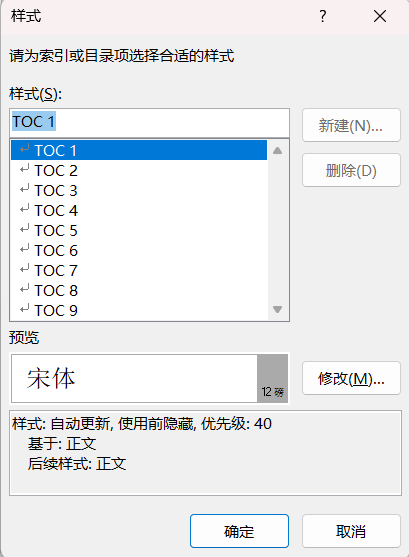 样式
?
请为索引或目录项选择合适的样式
样式(S):
TOC 1
新建(N)...
TOC 1
TOC 2
TOC 3
TOC 4
TOC 5
TOC 6
TOC 7
TOC 8
TOC 9
删除(D)
预览
宋体
12 磅
修改(M)...
样式: 自动更新, 使用前隐藏, 优先级: 40
基于: 正文
后续样式: 正文
确定
取消